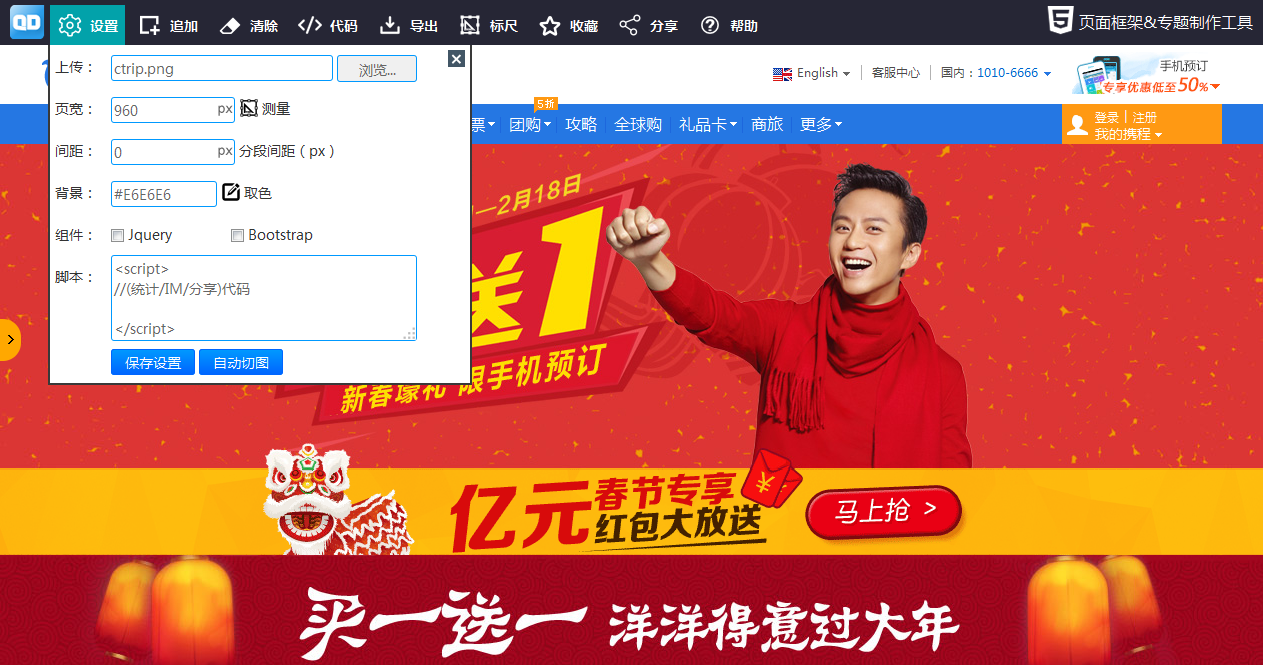 QD 设置 追加 清除 代码 导出 标尺 收藏 分享 帮助 页面框架&专题制作工具
上传： ctrip.png 浏览...
页宽： 960 px 测量
间距： 0 px 分段间距（px）
背景： #E6E6E6 取色
组件： Jquery Bootstrap
脚本： <script>
//(统计/IM/分享)代码
</script>
保存设置 自动切图
English 客服中心 国内：1010-6666
手机预订
专享优惠低至50%
5折
票 团购 攻略 全球购 礼品卡 商旅 更多
登录 | 注册
我的携程
—2月18日
送1
新春壕礼 限手机预订
亿元春节专享
红包大放送
马上抢 >
买一送一 洋洋得意过大年